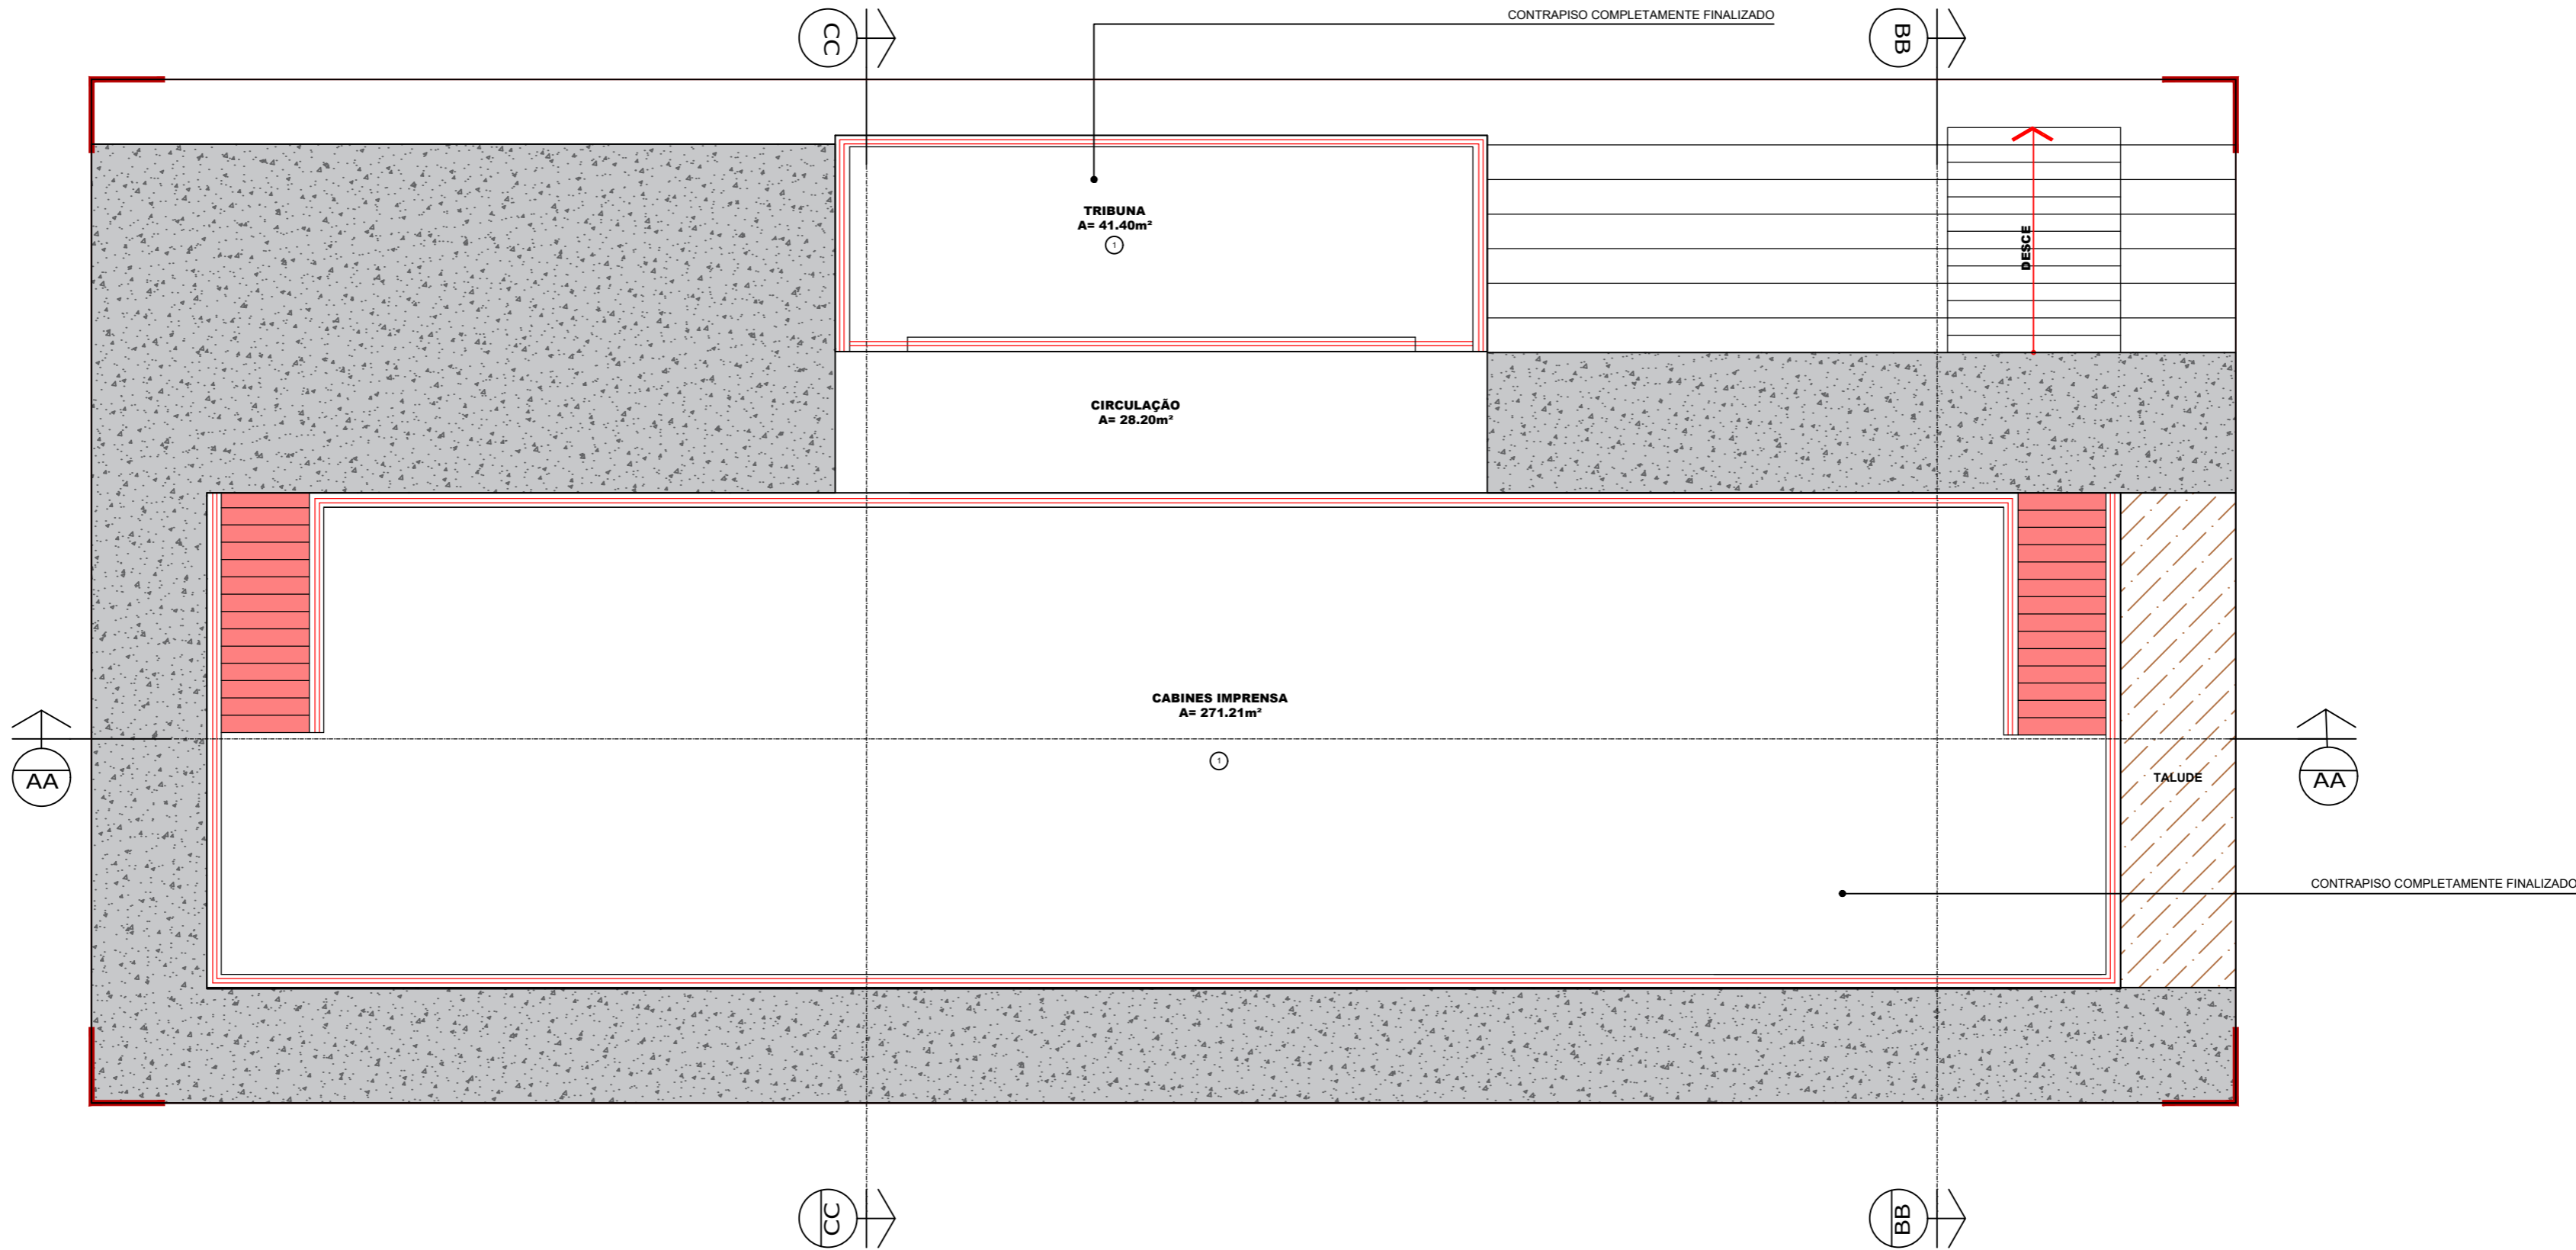 CC
CONTRAPISO COMPLETAMENTE FINALIZADO
BB
TRIBUNA
A= 41.40m²
1
DESCE
CIRCULAÇÃO
A= 28.20m²
CABINES IMPRENSA
A= 271.21m²
1
AA
TALUDE
AA
CONTRAPISO COMPLETAMENTE FINALIZADO
CC
BB